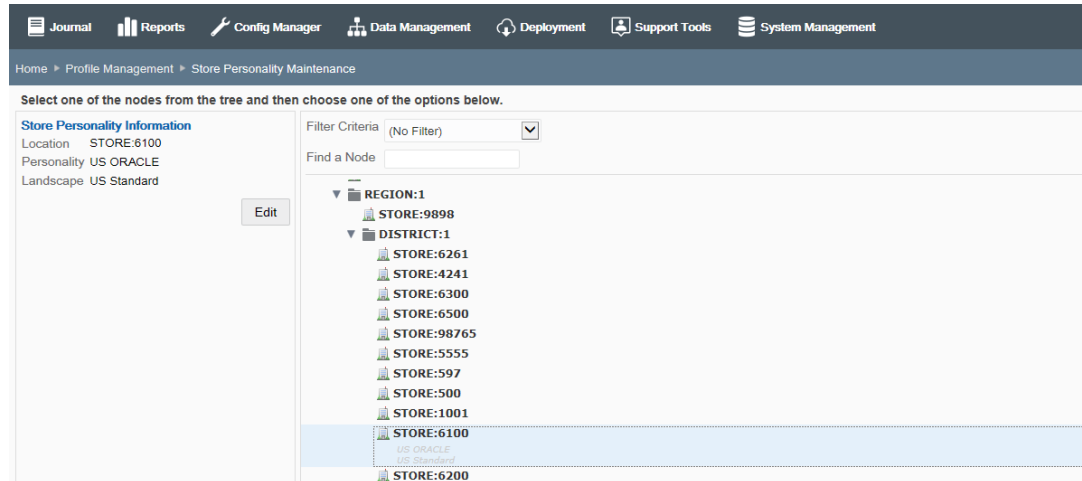 Journal Reports Config Manager Data Management Deployment Support Tools System Management
Home Profile Management Store Personality Maintenance
Select one of the nodes from the tree and then choose one of the options below.
Store Personality Information
Location STORE:6100
Personality US ORACLE
Landscape US Standard
Edit
Filter Criteria (No Filter)
Find a Node
REGION:1
STORE:9898
DISTRICT:1
STORE:6261
STORE:4241
STORE:6300
STORE:6500
STORE:98765
STORE:5555
STORE:597
STORE:500
STORE:1001
STORE:6100
US ORACLE
US Standard
STORE:6200